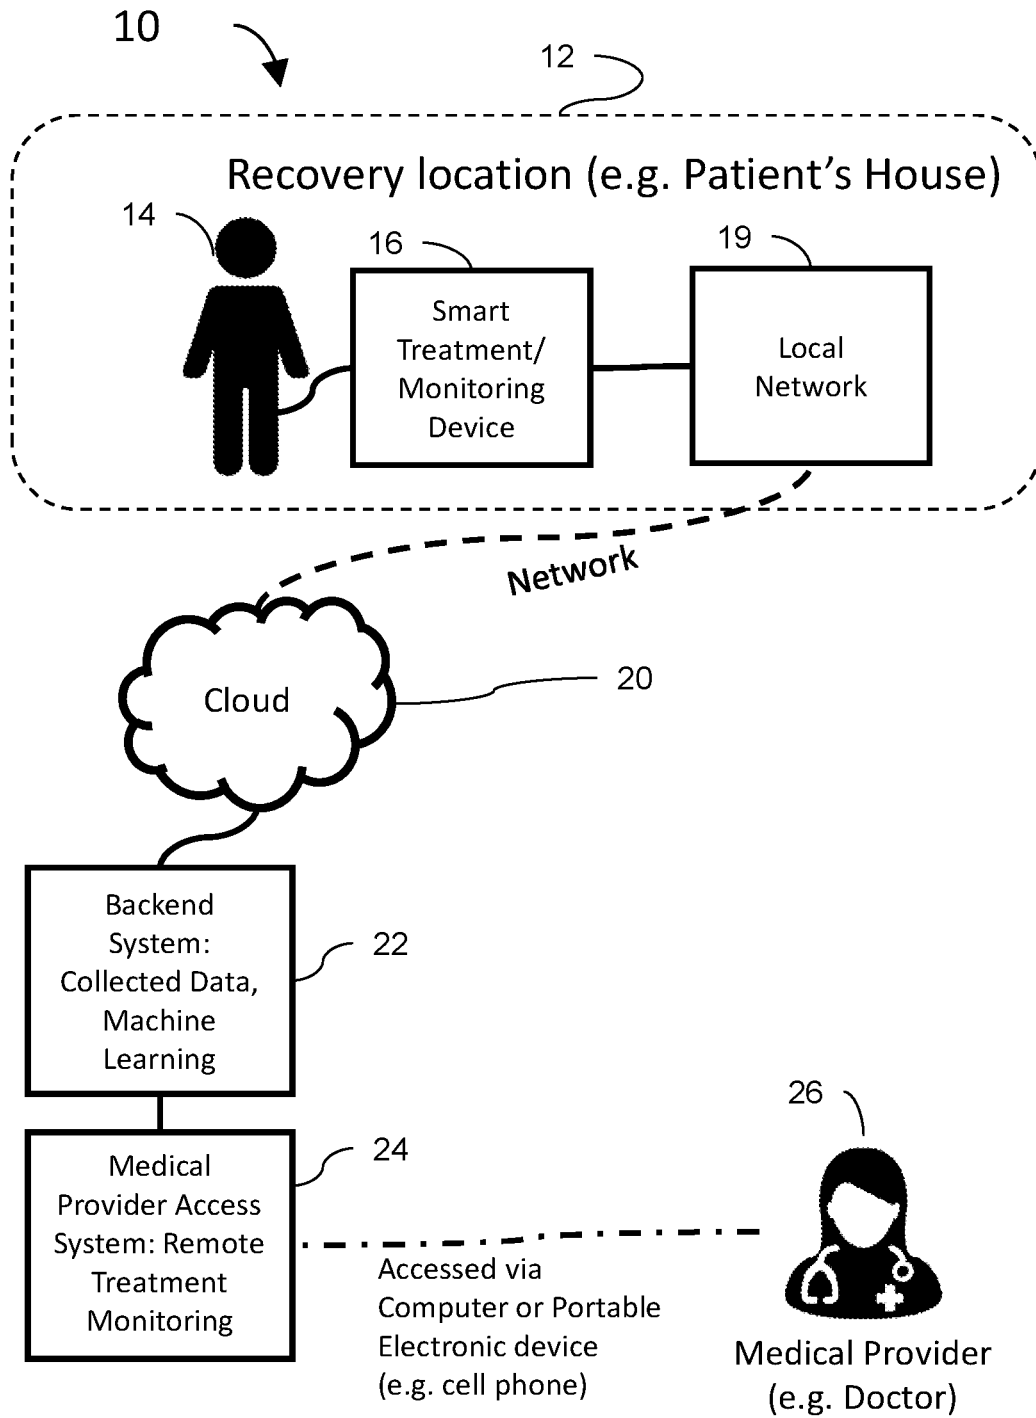 10
12
Recovery location (e.g. Patient's House)
14
16
19
Smart
Treatment/
Monitoring
Device
Local
Network
Network
Cloud
20
Backend
System:
Collected Data,
Machine
Learning
22
Medical
Provider Access
System: Remote
Treatment
Monitoring
24
26
Accessed via
Computer or Portable
Electronic device
(e.g. cell phone)
Medical Provider
(e.g. Doctor)